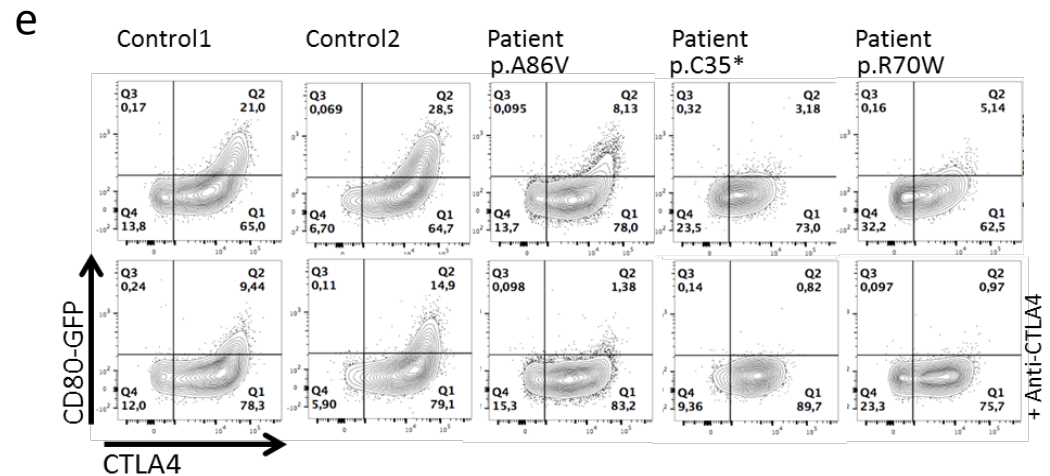 e
Control1 Control2 Patient Patient Patient
p.A86V p.C35* p.R70W
Q3 Q2 Q3 Q2 Q3 Q2 Q3 Q2 Q3 Q2
0,17 21,0 0,069 28,5 0,095 8,13 0,32 3,18 0,16 5,14
Q4 Q1 Q4 Q1 Q4 Q1 Q4 Q1 Q4 Q1
13,8 65,0 6,70 64,7 13,7 78,0 23,5 73,0 32,2 62,5
Q3 Q2 Q3 Q2 Q3 Q2 Q3 Q2 Q3 Q2
0,24 9,44 0,11 14,9 0,098 1,38 0,14 0,82 0,097 0,97
Q4 Q1 Q4 Q1 Q4 Q1 Q4 Q1 Q4 Q1
12,0 78,3 5,90 79,1 15,3 83,2 9,36 89,7 23,3 75,7
CD80-GFP
+ Anti-CTLA4
CTLA4